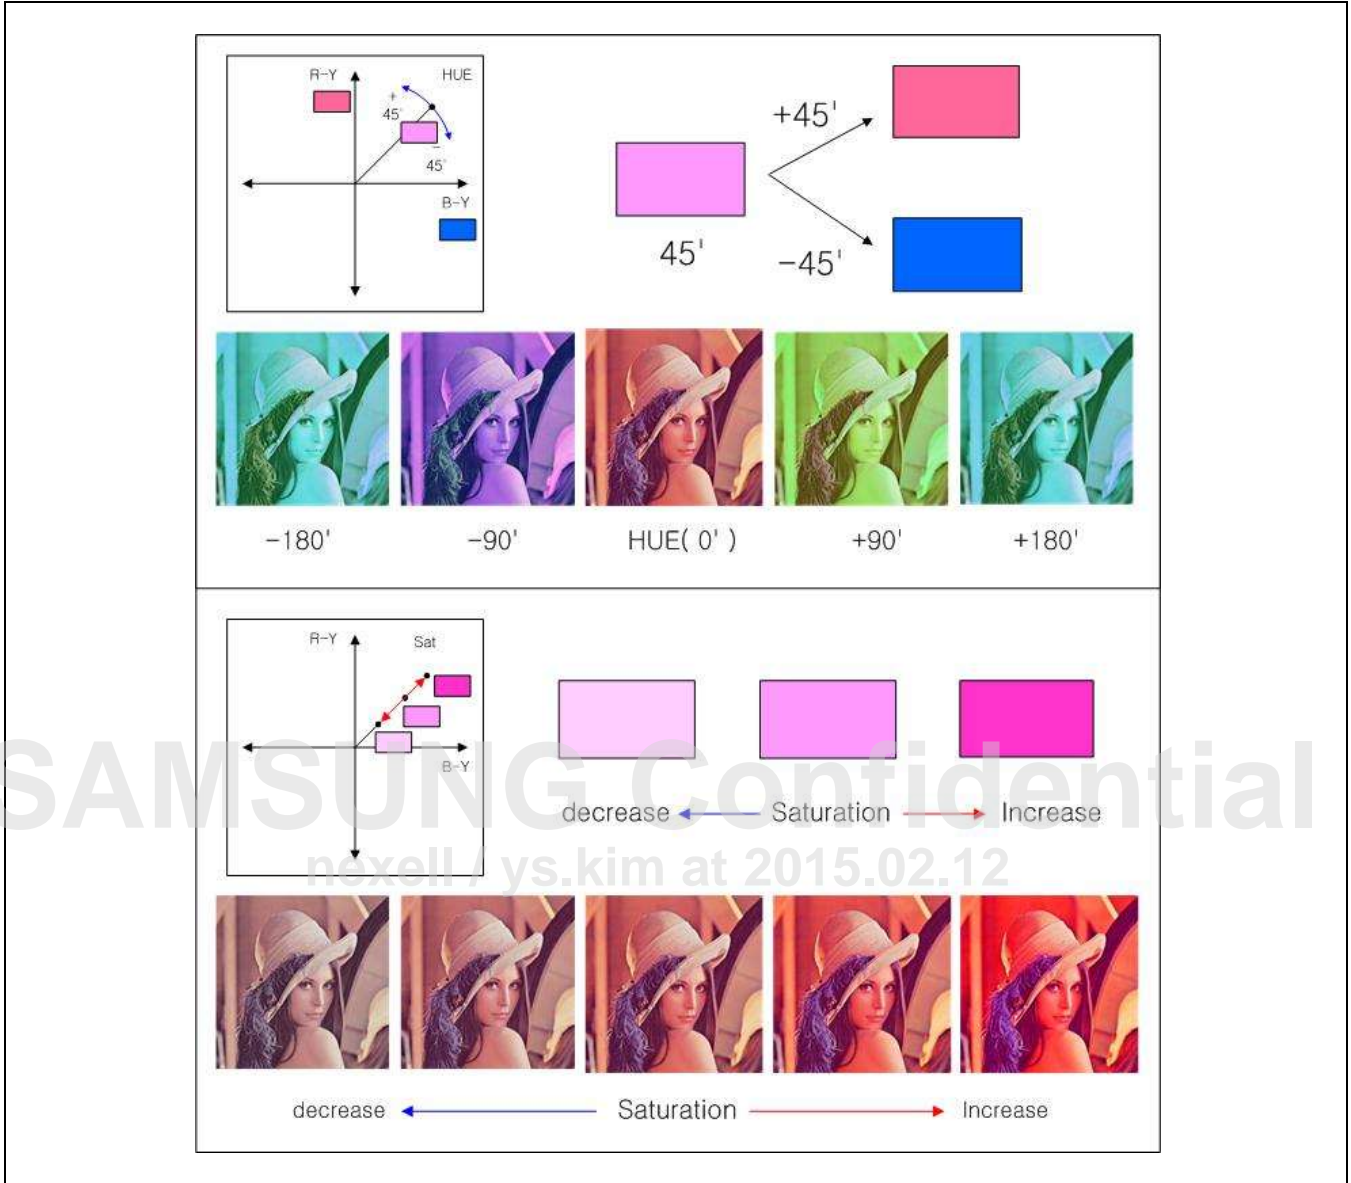 R-Y
HUE
+
45'
−
45'
B-Y
+45'
45'
-45'
-180'
-90'
HUE( 0' )
+90'
+180'
R-Y
Sat
B-Y
decrease
Saturation
Increase
SAMSUNG Confidential
nexell / ys.kim at 2015.02.12
decrease
Saturation
Increase